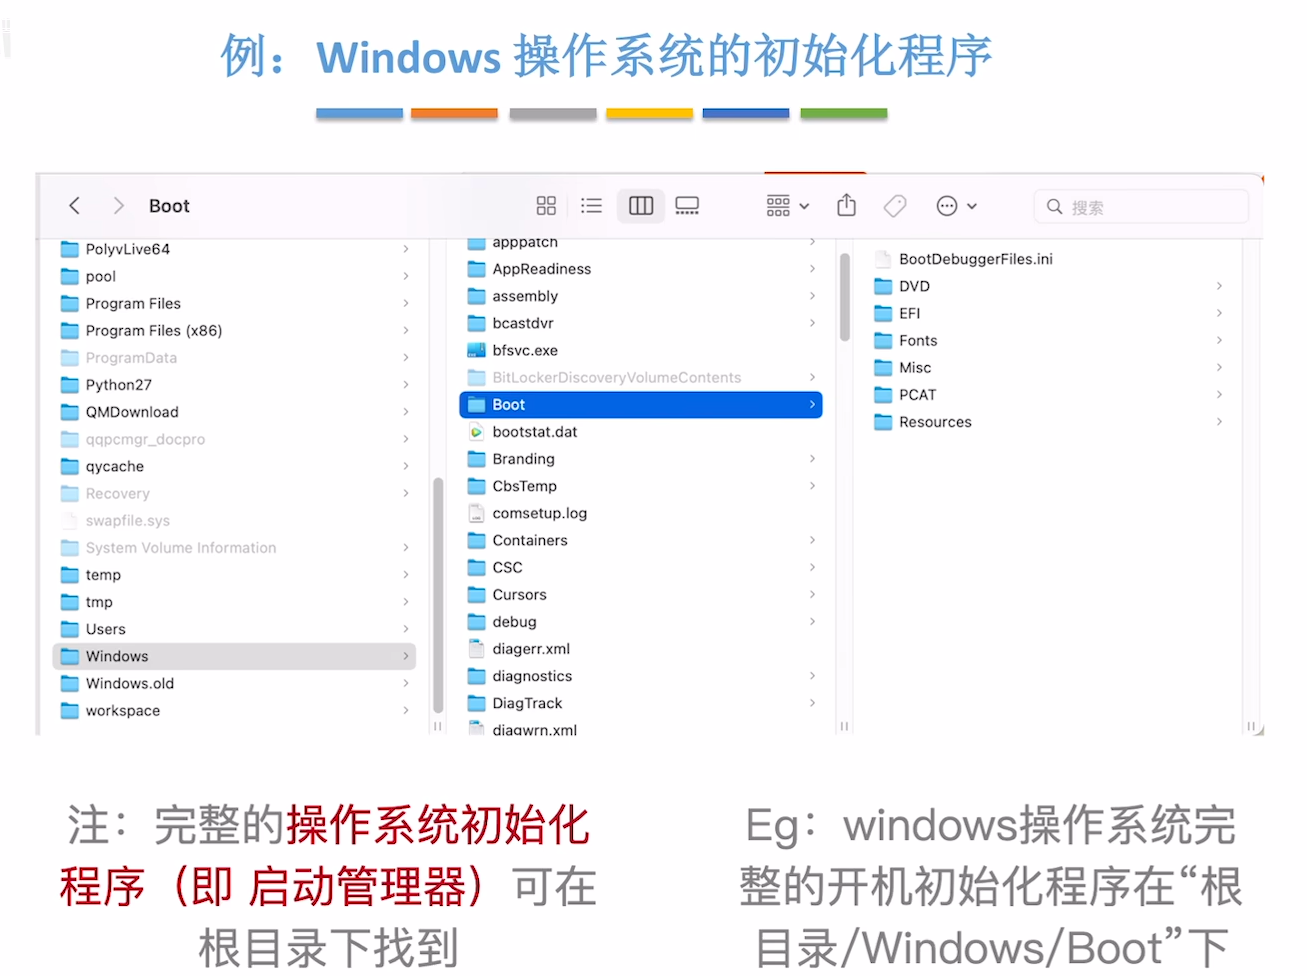 例：Windows 操作系统的初始化程序
Boot
搜索
PolyvLive64
pool
Program Files
Program Files (x86)
ProgramData
Python27
QMDownload
qqpcmgr_docpro
qycache
Recovery
swapfile.sys
System Volume Information
temp
tmp
Users
Windows
Windows.old
workspace
apppatch
AppReadiness
assembly
bcastdvr
bfsvc.exe
BitLockerDiscoveryVolumeContents
Boot
bootstat.dat
Branding
CbsTemp
comsetup.log
Containers
CSC
Cursors
debug
diagerr.xml
diagnostics
DiagTrack
diagwrn.xml
BootDebuggerFiles.ini
DVD
EFI
Fonts
Misc
PCAT
Resources
注：完整的操作系统初始化
程序（即 启动管理器）可在
根目录下找到
Eg：windows操作系统完
整的开机初始化程序在“根
目录/Windows/Boot”下